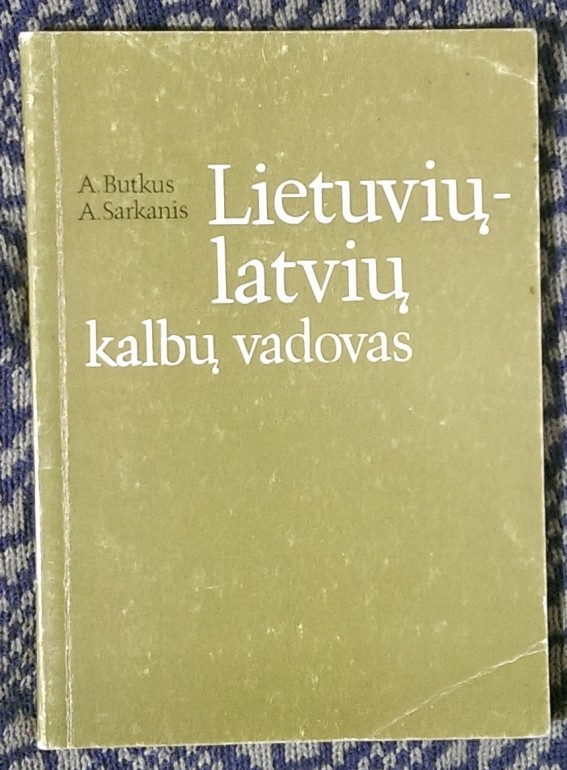 A. Butkus
A. Sarkanis
Lietuvių-
latvių
kalbų vadovas